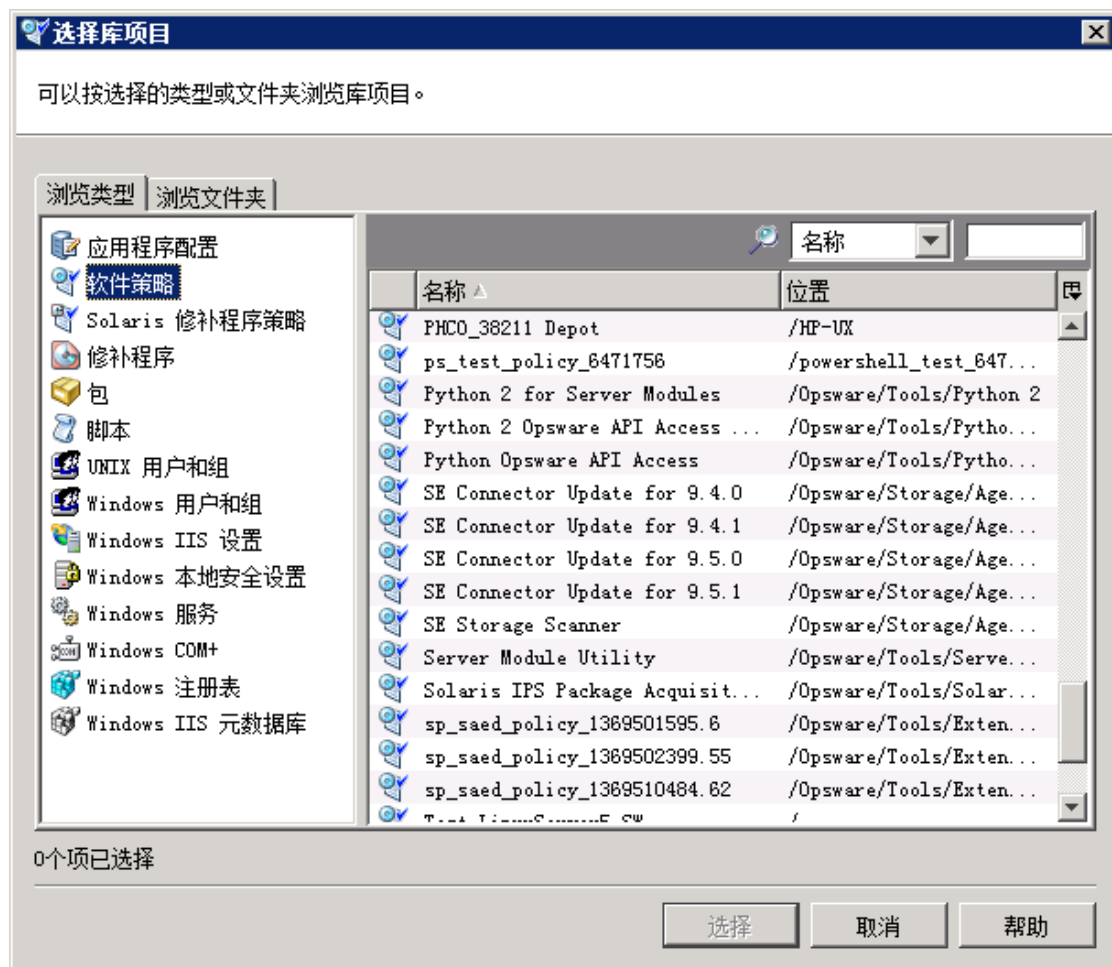 选择库项目
可以按选择的类型或文件夹浏览库项目。
浏览类型 浏览文件夹
应用程序配置
软件策略
Solaris 修补程序策略
修补程序
包
脚本
UNIX 用户和组
Windows 用户和组
Windows IIS 设置
Windows 本地安全设置
Windows 服务
Windows COM+
Windows 注册表
Windows IIS 元数据库
名称
名称 位置
PHCO_38211 Depot /HP-UX
ps_test_policy_6471756 /powershell_test_647...
Python 2 for Server Modules /Opsware/Tools/Python 2
Python 2 Opsware API Access ... /Opsware/Tools/Pytho...
Python Opsware API Access /Opsware/Tools/Pytho...
SE Connector Update for 9.4.0 /Opsware/Storage/Age...
SE Connector Update for 9.4.1 /Opsware/Storage/Age...
SE Connector Update for 9.5.0 /Opsware/Storage/Age...
SE Connector Update for 9.5.1 /Opsware/Storage/Age...
SE Storage Scanner /Opsware/Storage/Age...
Server Module Utility /Opsware/Tools/Serve...
Solaris IPS Package Acquisit... /Opsware/Tools/Solar...
sp_saed_policy_1369501595.6 /Opsware/Tools/Exten...
sp_saed_policy_1369502399.55 /Opsware/Tools/Exten...
sp_saed_policy_1369510484.62 /Opsware/Tools/Exten...
0个项已选择
选择 取消 帮助